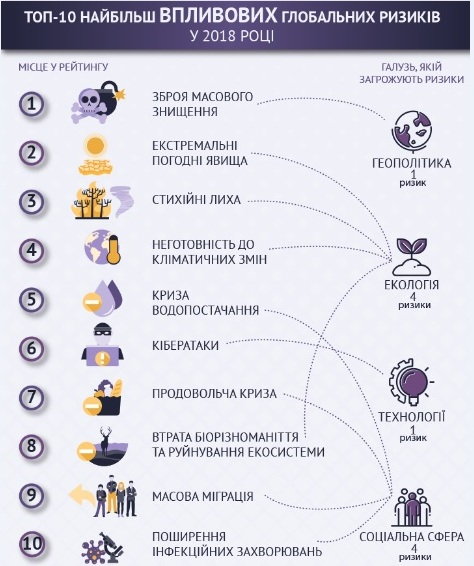 ТОП-10 НАЙБІЛЬШ ВПЛИВОВИХ ГЛОБАЛЬНИХ РИЗИКІВ
У 2018 РОЦІ
МІСЦЕ У РЕЙТИНГУ
ГАЛУЗЬ, ЯКІЙ
ЗАГРОЖУЮТЬ РИЗИКИ
1
ЗБРОЯ МАСОВОГО
ЗНИЩЕННЯ
2
ЕКСТРЕМАЛЬНІ
ПОГОДНІ ЯВИЩА
3
СТИХІЙНІ ЛИХА
4
НЕГОТОВНІСТЬ ДО
КЛІМАТИЧНИХ ЗМІН
5
КРИЗА
ВОДОПОСТАЧАННЯ
6
КІБЕРАТАКИ
7
ПРОДОВОЛЬЧА КРИЗА
8
ВТРАТА БІОРІЗНОМАНІТТЯ
ТА РУЙНУВАННЯ ЕКОСИСТЕМИ
9
МАСОВА МІГРАЦІЯ
10
ПОШИРЕННЯ
ІНФЕКЦІЙНИХ ЗАХВОРЮВАНЬ
ГЕОПОЛІТИКА
1
ризик
ЕКОЛОГІЯ
4
ризики
ТЕХНОЛОГІЇ
1
ризик
СОЦІАЛЬНА СФЕРА
4
ризики